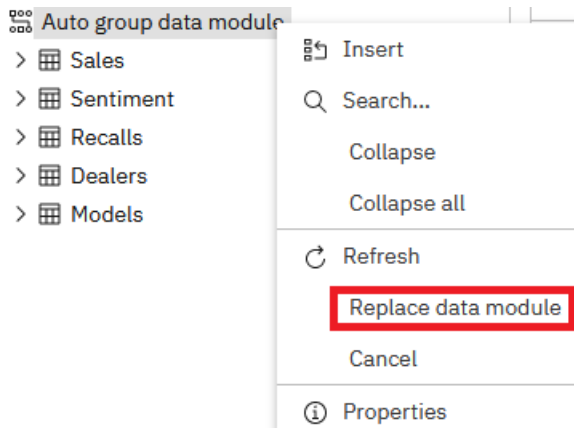 Auto group data module
Sales
Sentiment
Recalls
Dealers
Models
Insert
Search...
Collapse
Collapse all
Refresh
Replace data module
Cancel
Properties